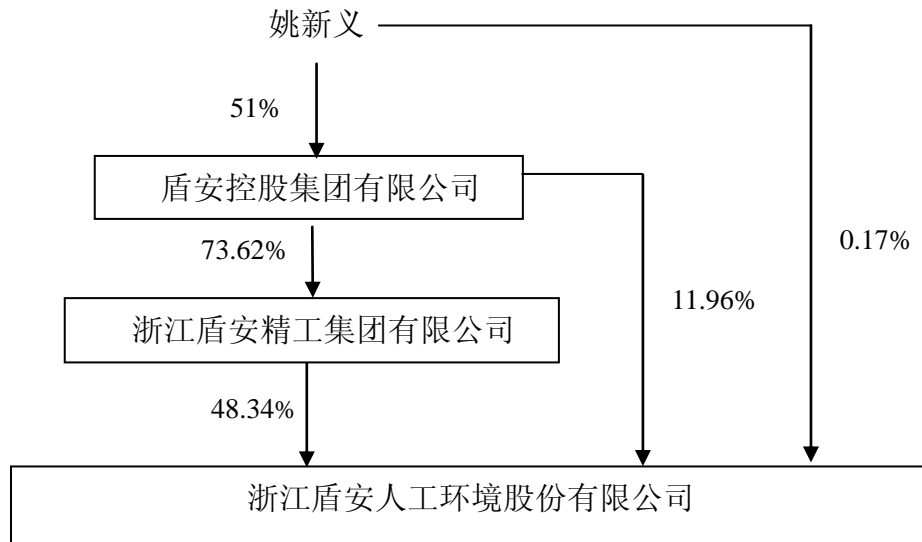 姚新义
51%
盾安控股集团有限公司
73.62%
0.17%
11.96%
浙江盾安精工集团有限公司
48.34%
浙江盾安人工环境股份有限公司